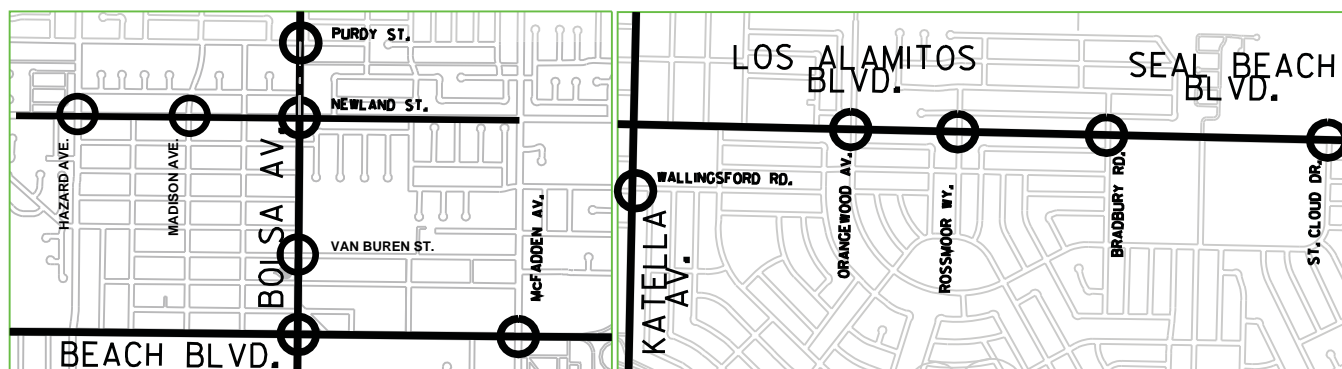 PURDY ST.
NEWLAND ST.
HAZARD AVE.
MADISON AVE.
BOLSA AV.
VAN BUREN ST.
McFADDEN AV.
BEACH BLVD.
LOS ALAMITOS
BLVD.
SEAL BEACH
BLVD.
WALLINGSFORD RD.
KATELLA
AV.
ORANGEWOOD AV.
ROSSMOOR WY.
BRADBURY RD.
ST. CLOUD DR.